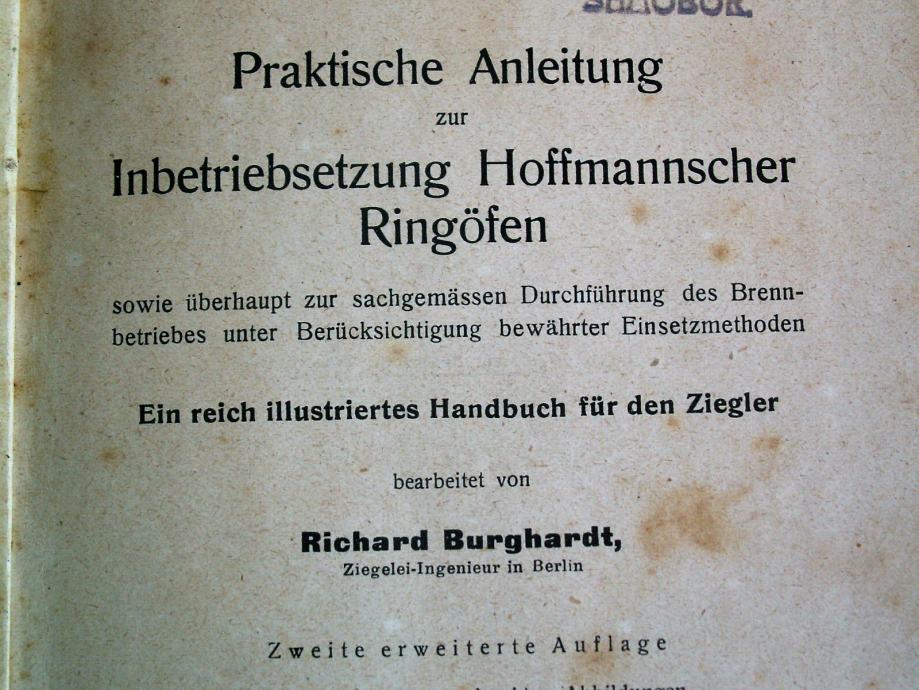 Praktische Anleitung
zur
Inbetriebsetzung Hoffmannscher
Ringöfen
sowie überhaupt zur sachgemässen Durchführung des Brenn-
betriebes unter Berücksichtigung bewährter Einsetzmethoden
Ein reich illustriertes Handbuch für den Ziegler
bearbeitet von
Richard Burghardt,
Ziegelei-Ingenieur in Berlin
Zweite erweiterte Auflage
Abbildungen